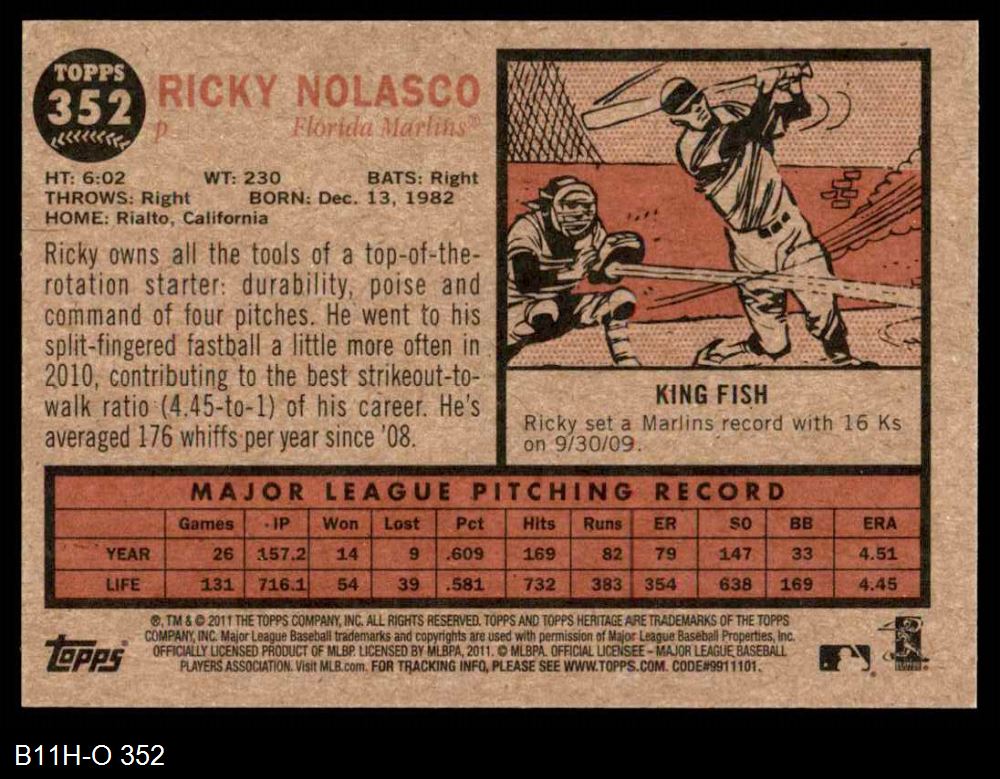 TOPPS
352
RICKY NOLASCO
p Florida Marlins®
HT: 6:02 WT: 230 BATS: Right
THROWS: Right BORN: Dec. 13, 1982
HOME: Rialto, California
Ricky owns all the tools of a top-of-the-
rotation starter: durability, poise and
command of four pitches. He went to his
split-fingered fastball a little more often in
2010, contributing to the best strikeout-to-
walk ratio (4.45-to-1) of his career. He's
averaged 176 whiffs per year since '08.
KING FISH
Ricky set a Marlins record with 16 Ks
on 9/30/09.
MAJOR LEAGUE PITCHING RECORD
Games IP Won Lost Pct Hits Runs ER SO BB ERA
YEAR 26 157.2 14 9 .609 169 82 79 147 33 4.51
LIFE 131 716.1 54 39 .581 732 383 354 638 169 4.45
®, TM & © 2011 THE TOPPS COMPANY, INC. ALL RIGHTS RESERVED. TOPPS AND TOPPS HERITAGE ARE TRADEMARKS OF THE TOPPS
COMPANY, INC. Major League Baseball trademarks and copyrights are used with permission of Major League Baseball Properties, Inc.
OFFICIALLY LICENSED PRODUCT OF MLBP. LICENSED BY MLBPA, 2011. © MLBPA. OFFICIAL LICENSEE – MAJOR LEAGUE BASEBALL
PLAYERS ASSOCIATION. Visit MLB.com. FOR TRACKING INFO, PLEASE SEE WWW.TOPPS.COM. CODE#9911101.
Topps
B11H-O 352